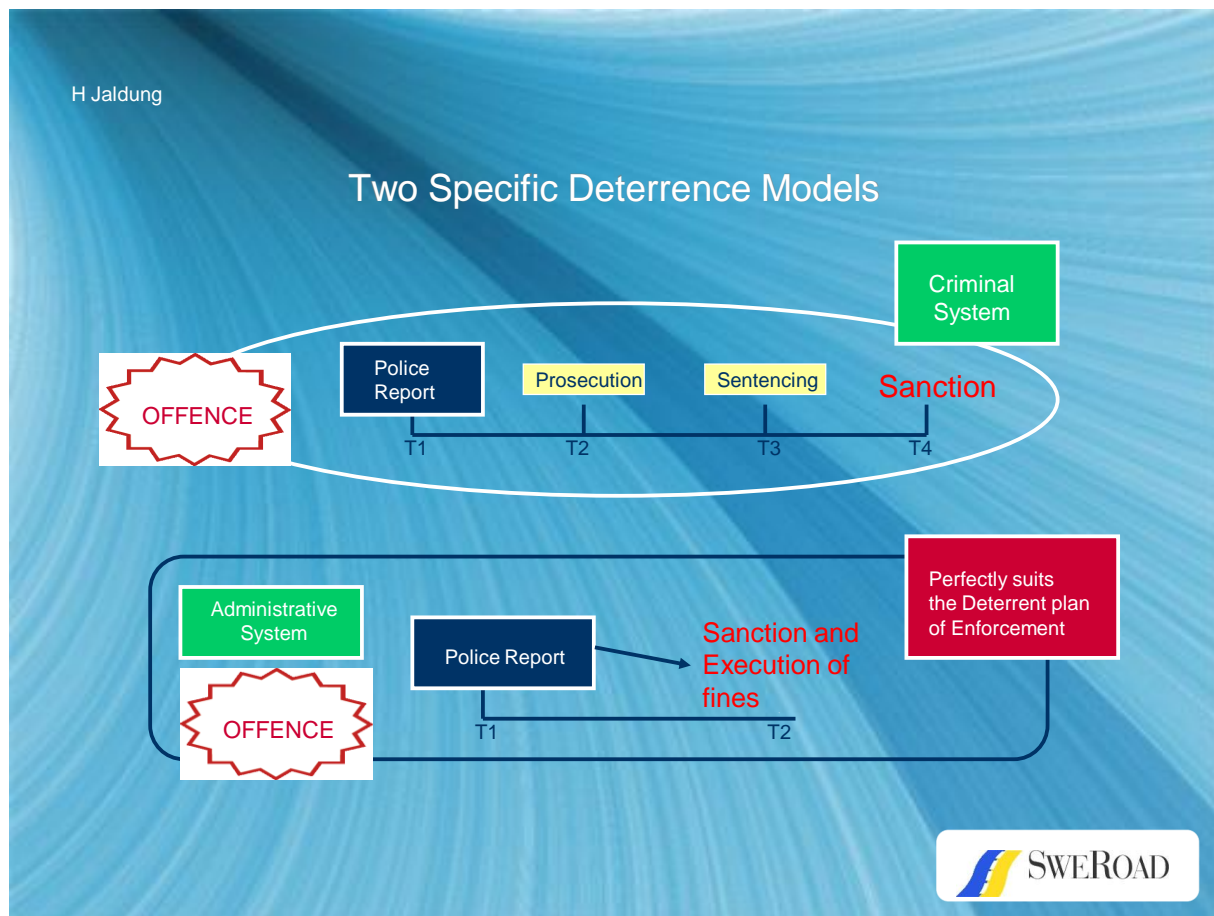 H Jaldung
Two Specific Deterrence Models
Criminal
System
OFFENCE
Police
Report
Prosecution
Sentencing
Sanction
T1
T2
T3
T4
Administrative
System
OFFENCE
Police Report
Sanction and
Execution of
fines
T1
T2
Perfectly suits
the Deterrent plan
of Enforcement
SWEROAD